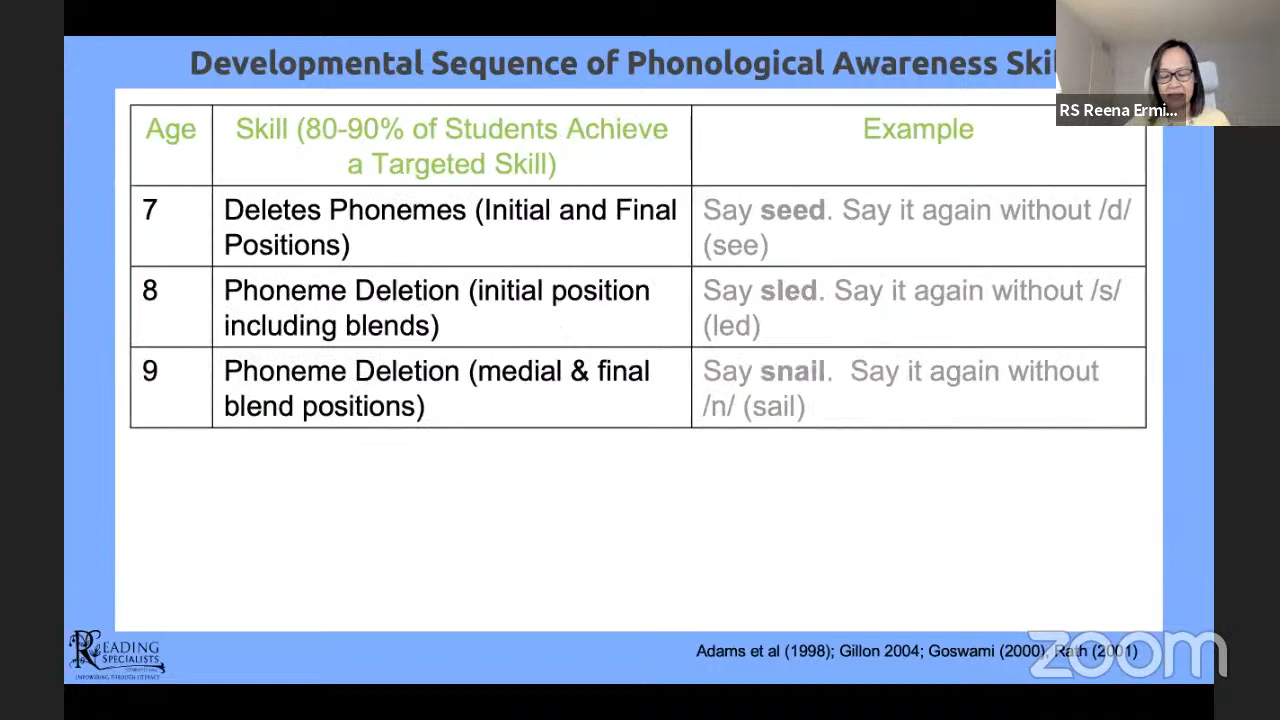 Developmental Sequence of Phonological Awareness Skil
RS Reena Ermi...
Age
Skill (80-90% of Students Achieve
a Targeted Skill)
Example
7
Deletes Phonemes (Initial and Final
Positions)
Say seed. Say it again without /d/
(see)
8
Phoneme Deletion (initial position
including blends)
Say sled. Say it again without /s/
(led)
9
Phoneme Deletion (medial & final
blend positions)
Say snail. Say it again without
/n/ (sail)
READING
SPECIALISTS
EMPOWERING THROUGH LITERACY
Adams et al (1998); Gillon 2004; Goswami (2000), Rath (2001)
zoom